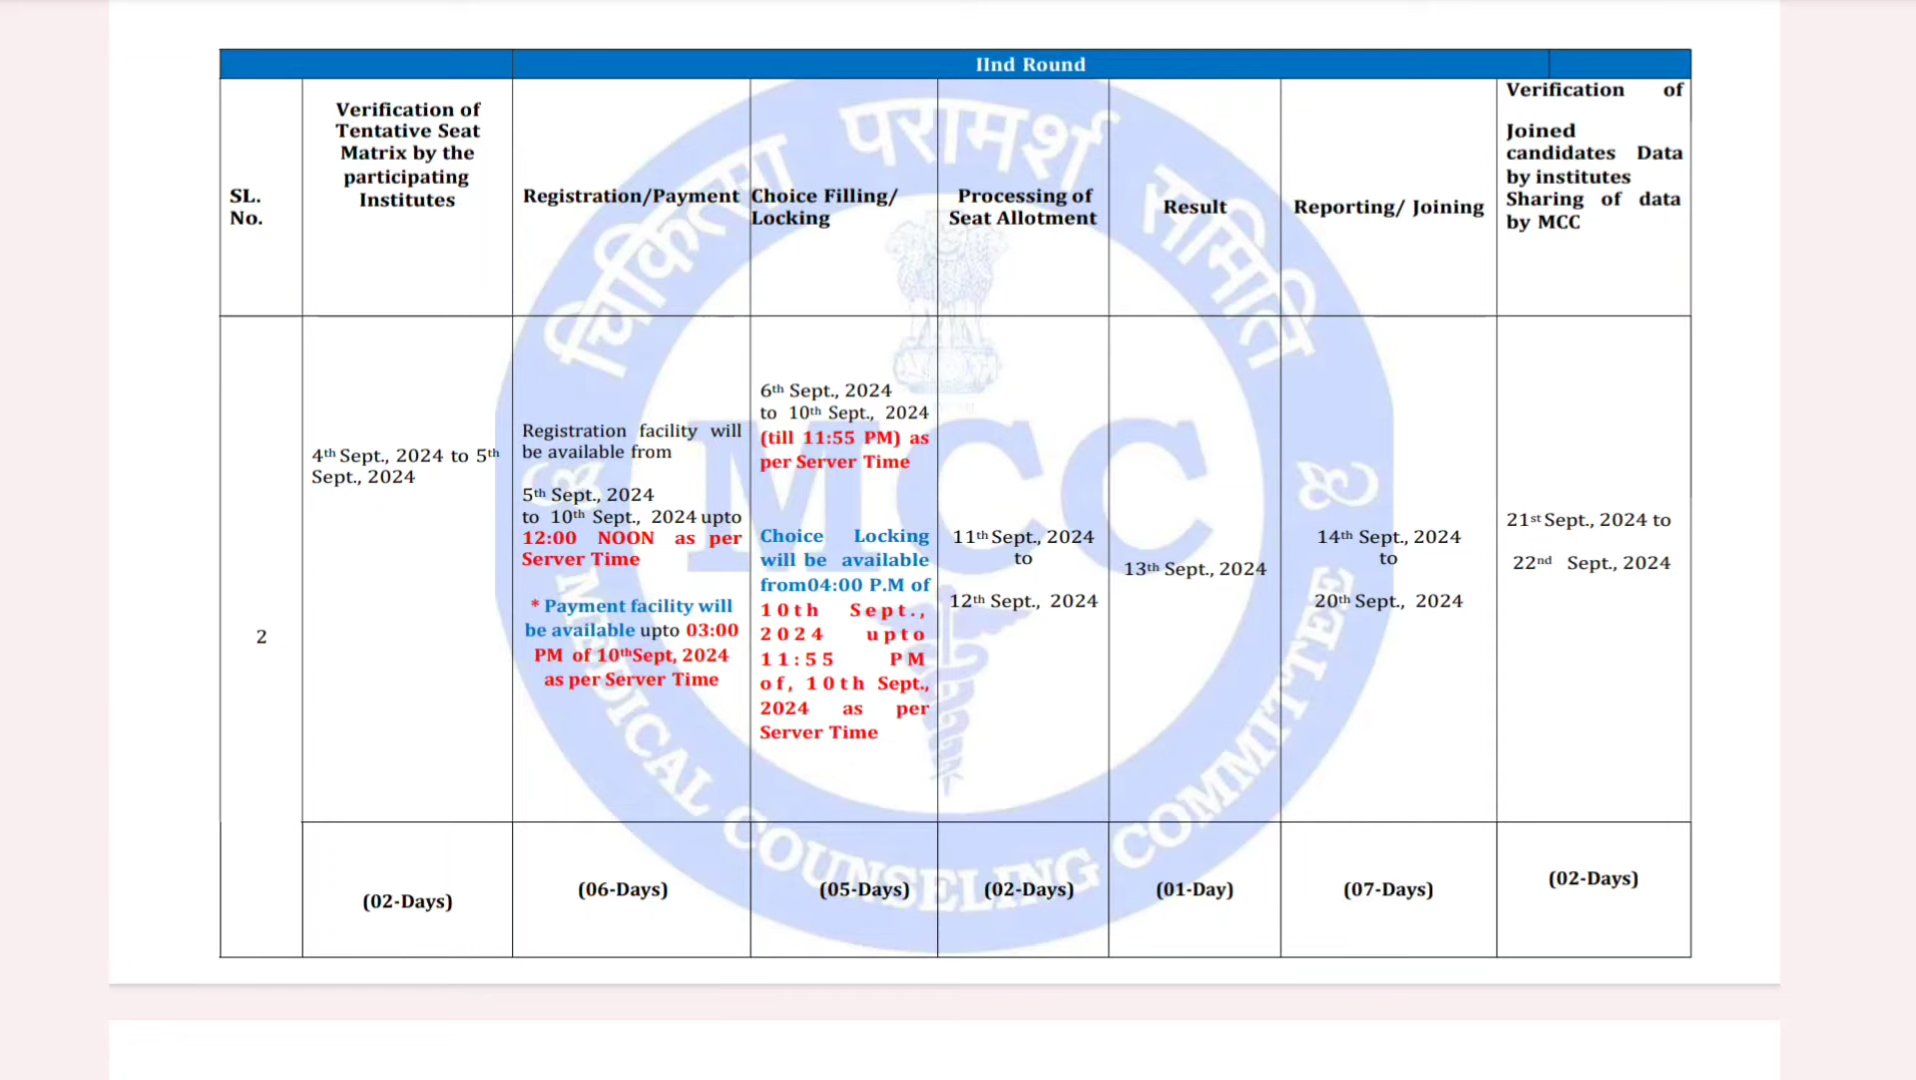 IInd Round
SL.
No.
Verification of
Tentative Seat
Matrix by the
participating
Institutes
Registration/Payment
Choice Filling/
Locking
Processing of
Seat Allotment
Result
Reporting/ Joining
Verification of
Joined
candidates Data
by institutes
Sharing of data
by MCC
2
4th Sept., 2024 to 5th
Sept., 2024
Registration facility will
be available from
5th Sept., 2024
to 10th Sept., 2024 upto
12:00 NOON as per
Server Time
* Payment facility will
be available upto 03:00
PM of 10thSept, 2024
as per Server Time
6th Sept., 2024
to 10th Sept., 2024
(till 11:55 PM) as
per Server Time
Choice Locking
will be available
from04:00 P.M of
10th Sept.,
2024 upto
11:55 PM
of, 10th Sept.,
2024 as per
Server Time
11th Sept., 2024
to
12th Sept., 2024
13th Sept., 2024
14th Sept., 2024
to
20th Sept., 2024
21st Sept., 2024 to
22nd Sept., 2024
(02-Days)
(06-Days)
(05-Days)
(02-Days)
(01-Day)
(07-Days)
(02-Days)
चिकित्सा परामर्श समिति
MCC
MEDICAL COUNSELING COMMITTEE